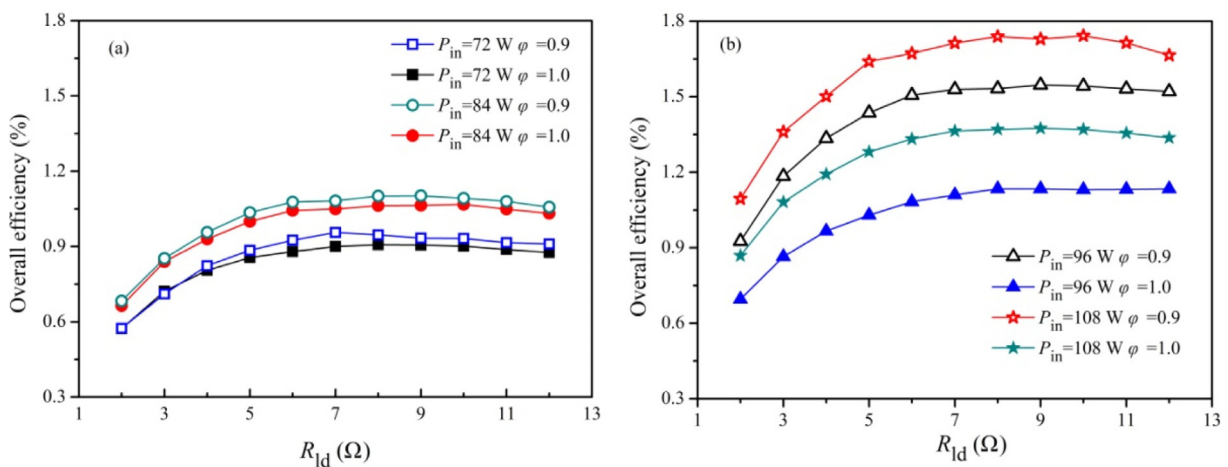 1.8
1.5
1.2
0.9
0.6
0.3
Overall efficiency (%)
(a)
P_in=72 W φ =0.9
P_in=72 W φ =1.0
P_in=84 W φ =0.9
P_in=84 W φ =1.0
1 3 5 7 9 11 13
R_ld (Ω)
1.8
1.5
1.2
0.9
0.6
0.3
Overall efficiency (%)
(b)
P_in=96 W φ =0.9
P_in=96 W φ =1.0
P_in=108 W φ =0.9
P_in=108 W φ =1.0
1 3 5 7 9 11 13
R_ld (Ω)